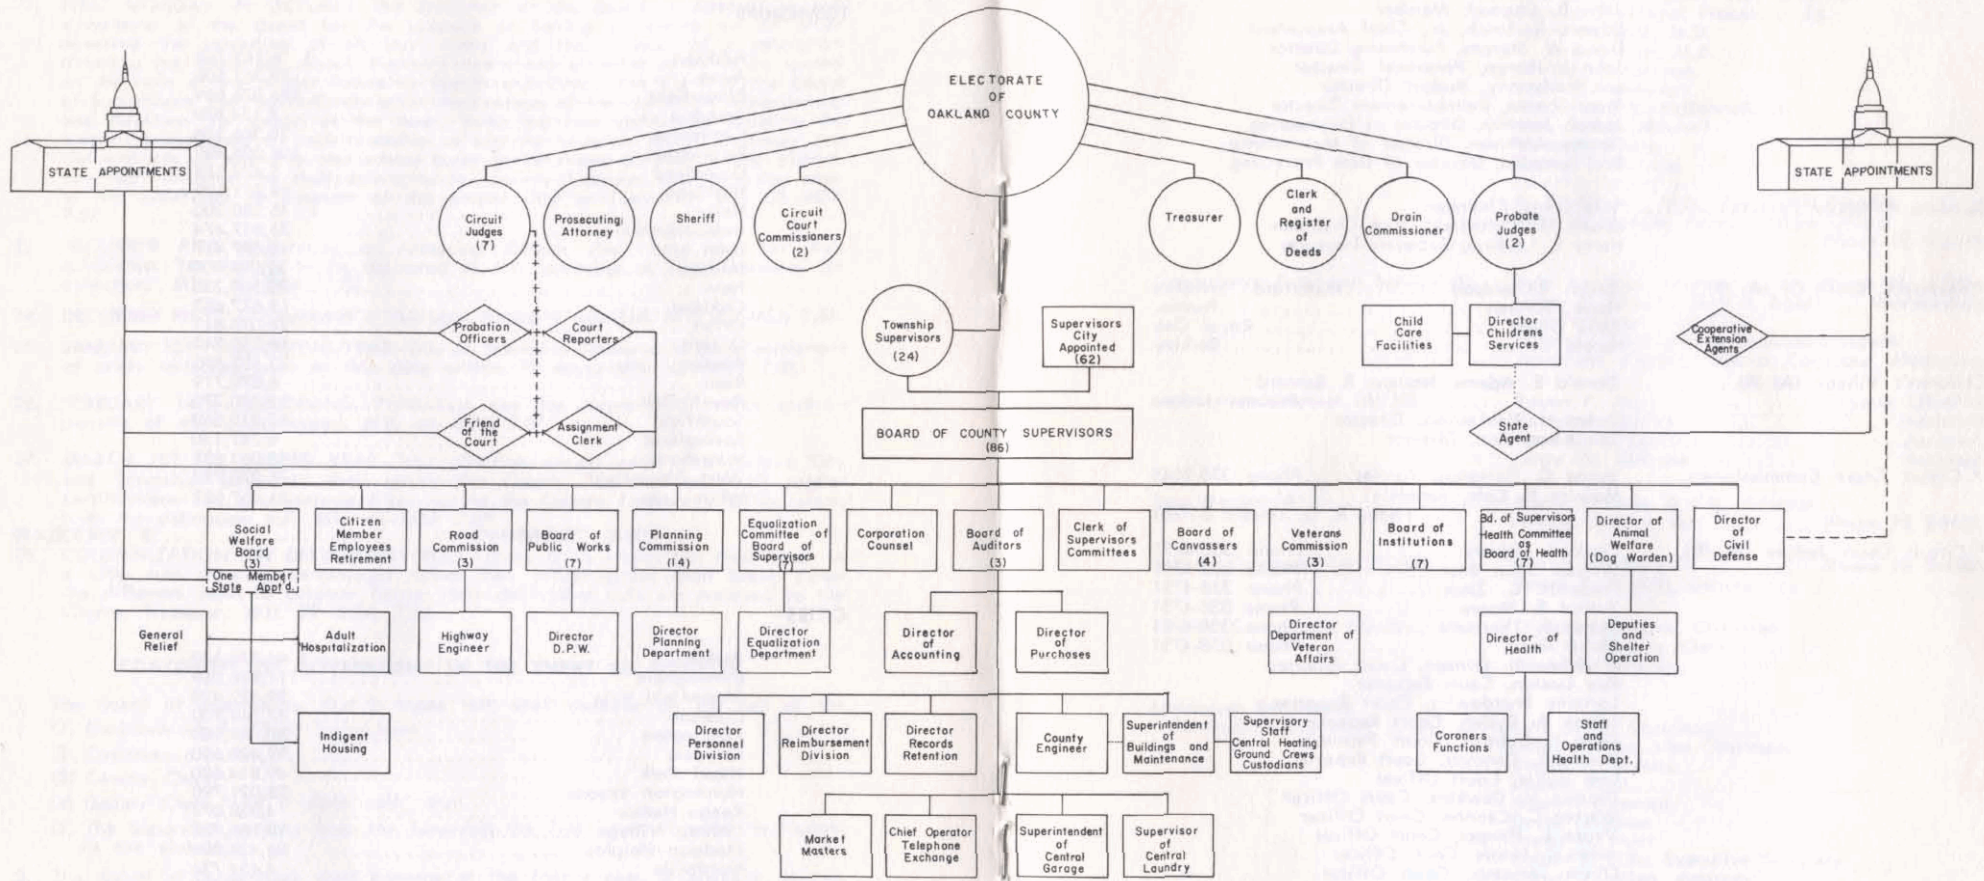 ELECTORATE
OF
OAKLAND COUNTY
STATE APPOINTMENTS
STATE APPOINTMENTS
Circuit
Judges
(7)
Prosecuting
Attorney
Sheriff
Circuit
Court
Commissioners
(2)
Treasurer
Clerk
and
Register
of
Deeds
Drain
Commissioner
Probate
Judges
(2)
Probation
Officers
Court
Reporters
Township
Supervisors
(24)
Supervisors
City
Appointed
(62)
Child
Care
Facilities
Director
Childrens
Services
Cooperative
Extension
Agents
Friend
of the
Court
Assignment
Clerk
BOARD OF COUNTY SUPERVISORS
(86)
State
Agent
Social
Welfare
Board
(3)
One Member
State Appt'd.
Citizen
Member
Employees
Retirement
Road
Commission
(3)
Board of
Public Works
(7)
Planning
Commission
(14)
Equalization
Committee of
Board of
Supervisors
(7)
Corporation
Counsel
Board of
Auditors
(3)
Clerk of
Supervisors
Committees
Board of
Canvassers
(4)
Veterans
Commission
(3)
Board of
Institutions
(7)
Bd. of Supervisors
Health Committee
as
Board of Health
(7)
Director of
Animal
Welfare
(Dog Warden)
Director
of
Civil
Defense
General
Relief
Adult
Hospitalization
Highway
Engineer
Director
D.P.W.
Director
Planning
Department
Director
Equalization
Department
Director
of
Accounting
Director
of
Purchases
Director
Department of
Veteran
Affairs
Director of
Health
Deputies
and
Shelter
Operation
Indigent
Housing
Director
Personnel
Division
Director
Reimbursement
Division
Director
Records
Retention
County
Engineer
Superintendent
of
Buildings and
Maintenance
Supervisory
Staff
Central Heating
Ground Crews
Custodians
Coroners
Functions
Staff
and
Operations
Health Dept.
Market
Masters
Chief Operator
Telephone
Exchange
Superintendent
of
Central
Garage
Supervisor
of
Central
Laundry